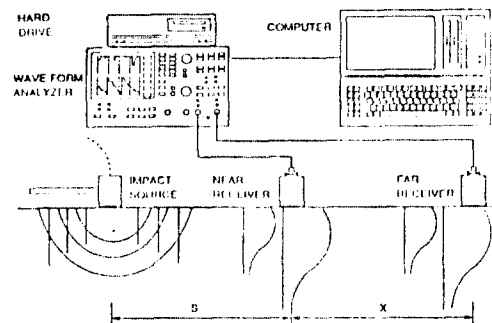 HARD
DRIVE
COMPUTER
WAVE FORM
ANALYZER
IMPACT
SOURCE
NEAR
RECEIVER
FAR
RECEIVER
S
X